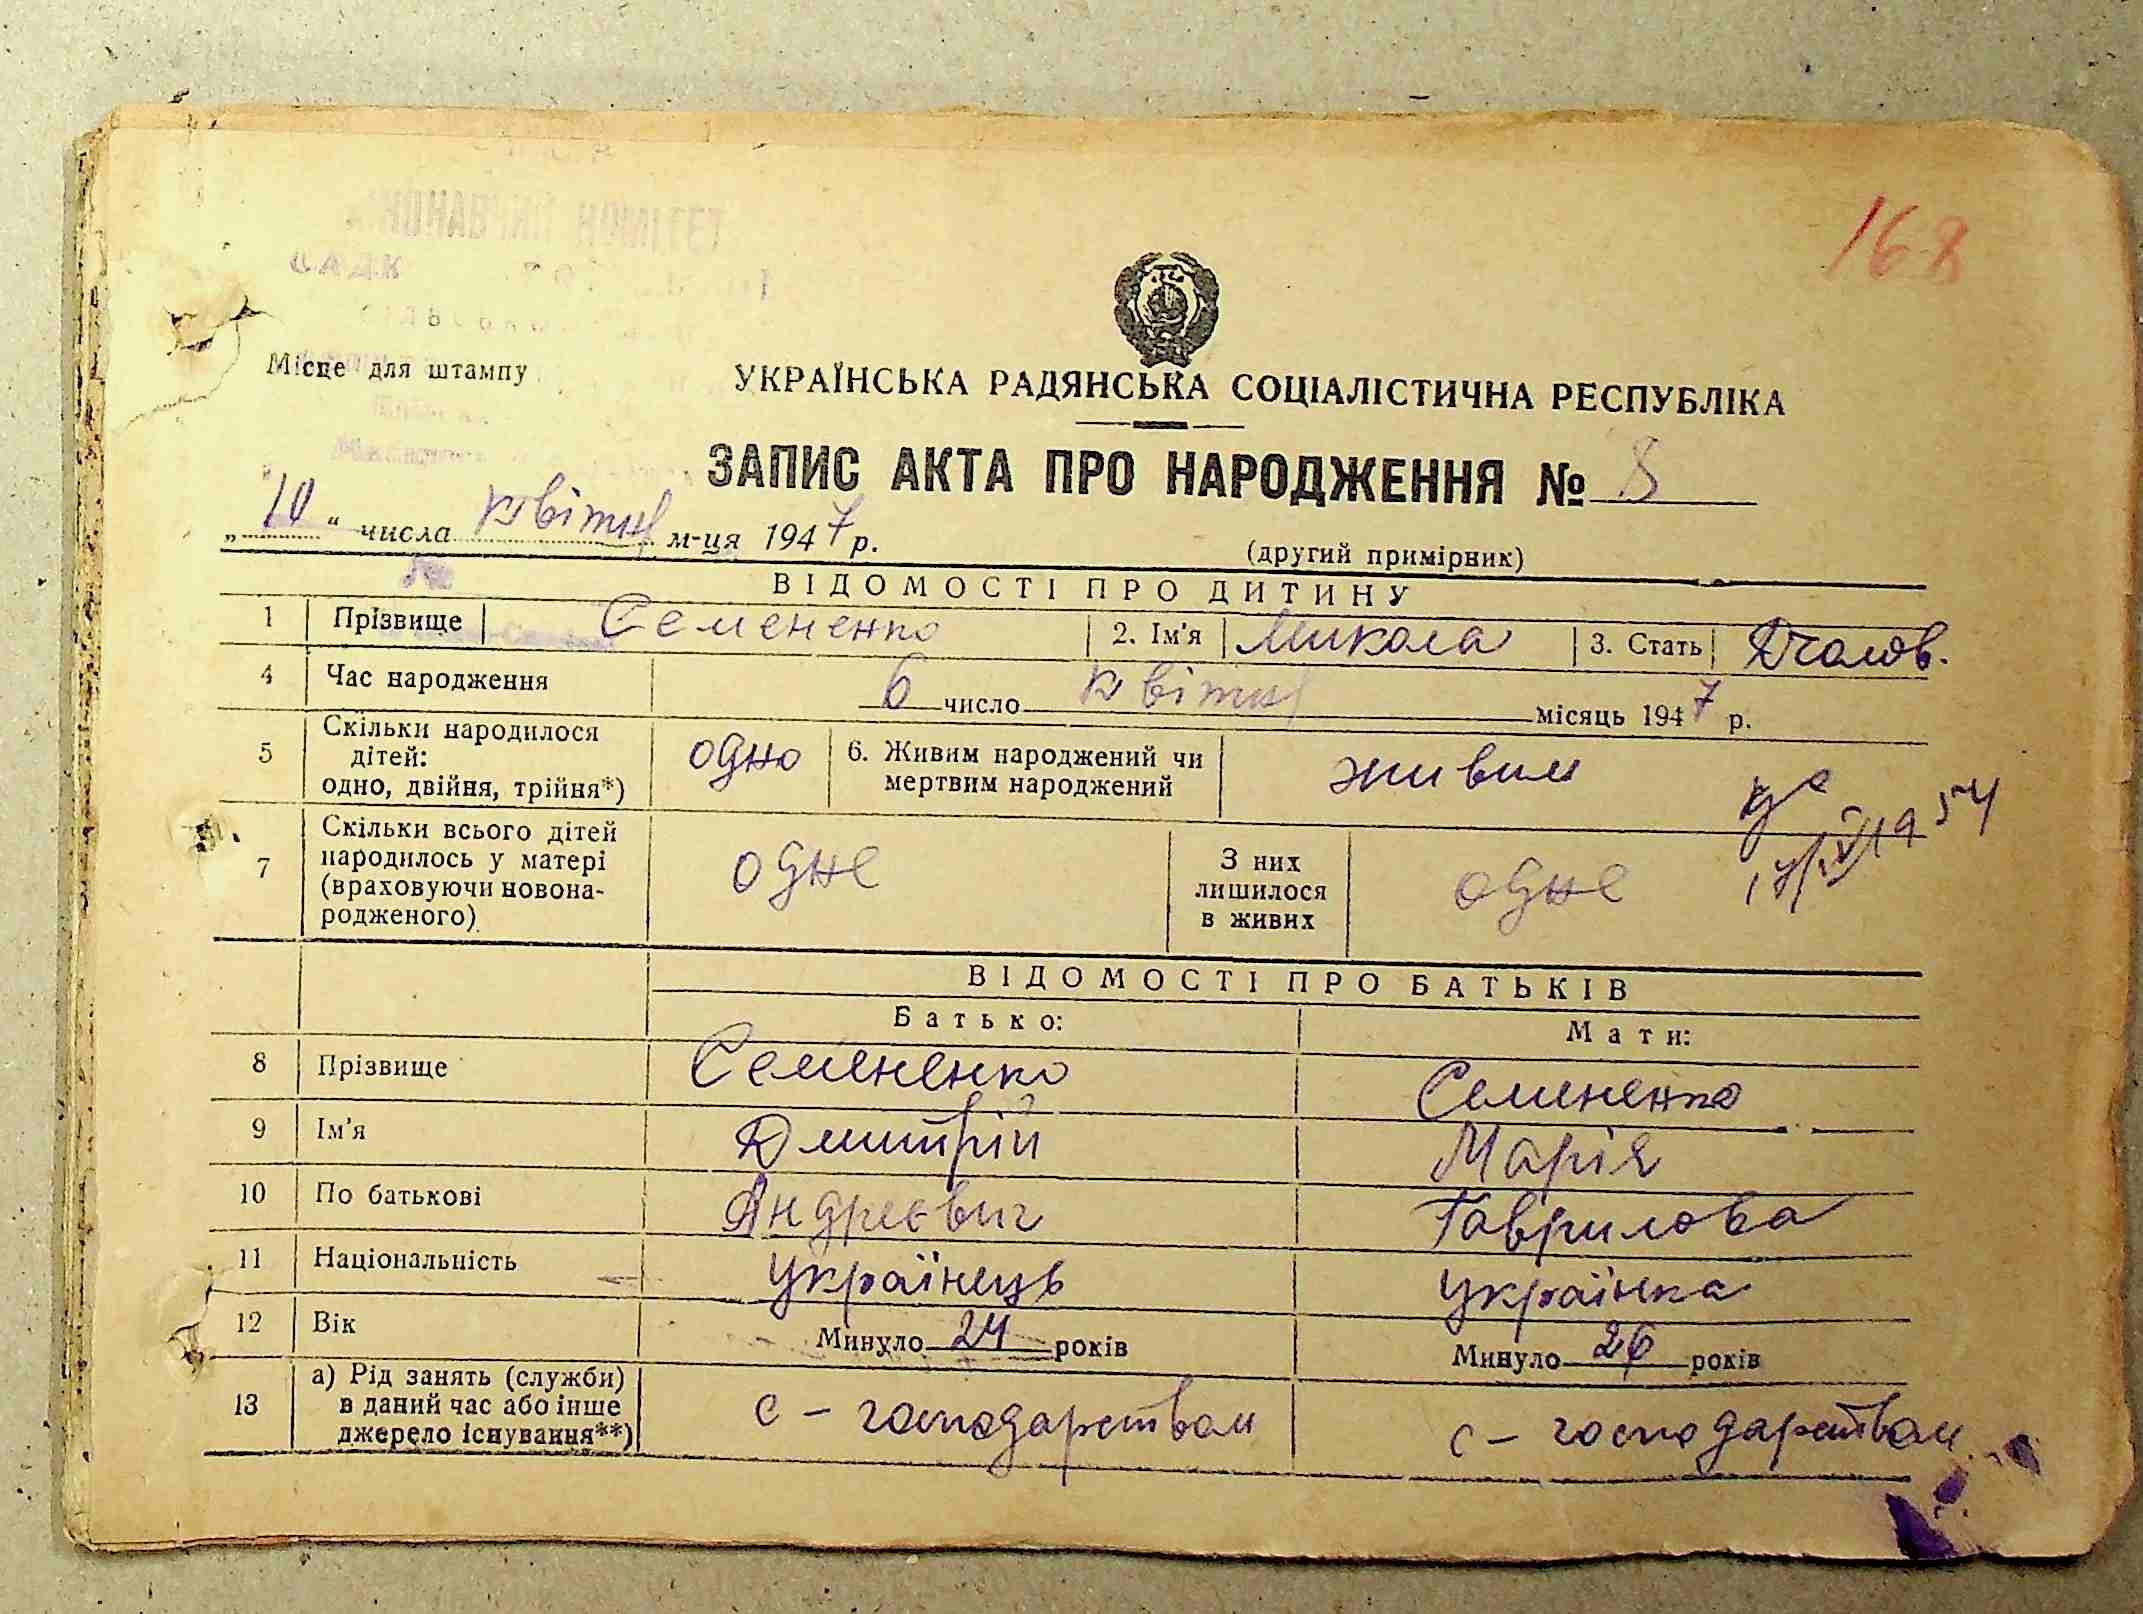 168
Місце для штампу
УКРАЇНСЬКА РАДЯНСЬКА СОЦІАЛІСТИЧНА РЕСПУБЛІКА
ЗАПИС АКТА ПРО НАРОДЖЕННЯ № 8
„10“ числа квітня м-ця 1947 р.
(другий примірник)
ВІДОМОСТІ ПРО ДИТИНУ
1 Прізвище Семененко 2. Ім'я Микола 3. Стать чолов.
4 Час народження 6 число квітня місяць 1947 р.
5 Скільки народилося дітей: одно, двійня, трійня*) одно 6. Живим народжений чи мертвим народжений живим
7 Скільки всього дітей народилось у матері (враховуючи новонародженого) одне З них лишилося в живих одне
ВІДОМОСТІ ПРО БАТЬКІВ
Батько: Мати:
8 Прізвище Семененко Семененко
9 Ім'я Дмитрій Марія
10 По батькові Андреєвич Гаврилова
11 Національність українець українка
12 Вік Минуло 24 років Минуло 26 років
13 а) Рід занять (служби) в даний час або інше джерело існування**) с-господарством с-господарством